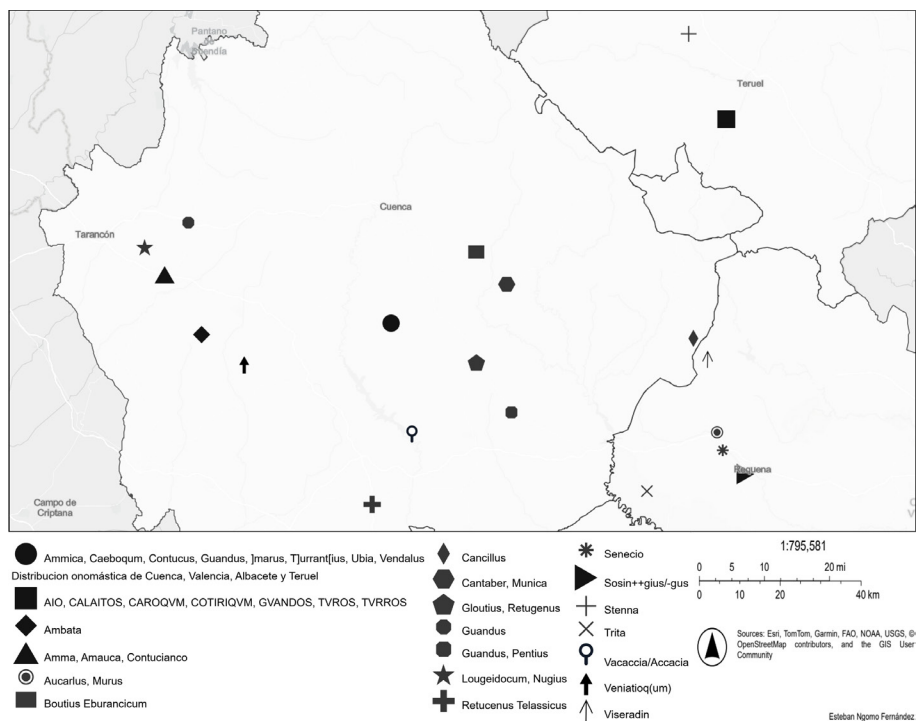 Pantano
de
Buendía
Teruel
Cuenca
Tarancón
Requena
Campo de
Criptana
Ammica, Caeboqum, Contucus, Guandus, ]marus, T]urrant[ius, Ubia, Vendalus
Distribucion onomástica de Cuenca, Valencia, Albacete y Teruel
AIO, CALAITOS, CAROQVM, COTIRIQVM, GVANDOS, TVROS, TVRROS
Ambata
Amma, Amauca, Contucianco
Aucarlus, Murus
Boutius Eburancicum
Cancillus
Cantaber, Munica
Gloutius, Retugenus
Guandus
Guandus, Pentius
Lougeidocum, Nugius
Retucenus Telassicus
Senecio
Sosin++gius/-gus
Stenna
Trita
Vacaccia/Accacia
Veniatioq(um)
Viseradin
1:795,581
0 5 10 20 mi
0 10 20 40 km
Sources: Esri, TomTom, Garmin, FAO, NOAA, USGS, ©
OpenStreetMap contributors, and the GIS User
Community
Esteban Ngomo Fernández